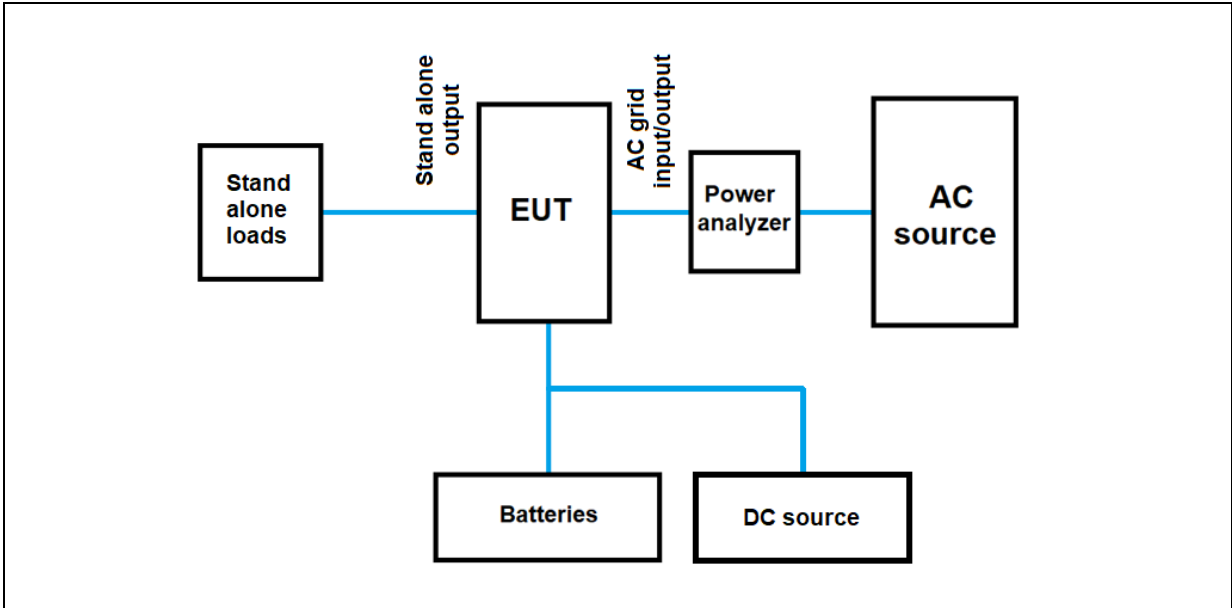 Stand alone
output
AC grid
input/output
Stand
alone
loads
EUT
Power
analyzer
AC
source
Batteries
DC source